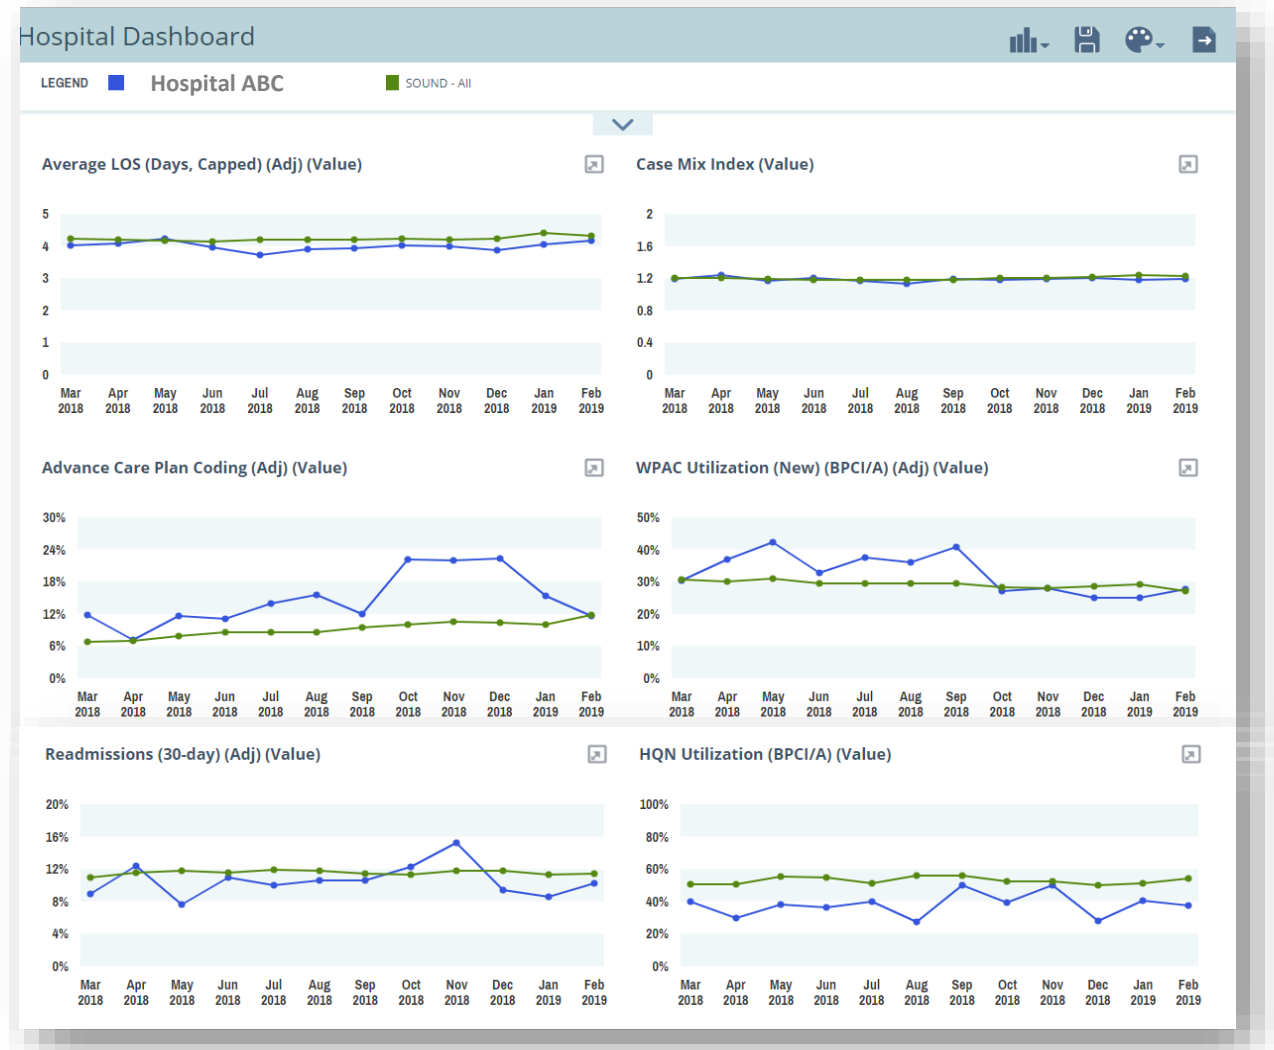 Hospital Dashboard
LEGEND Hospital ABC SOUND - All
Average LOS (Days, Capped) (Adj) (Value)
5
4
3
2
1
0
Mar Apr May Jun Jul Aug Sep Oct Nov Dec Jan Feb
2018 2018 2018 2018 2018 2018 2018 2018 2018 2018 2019 2019
Case Mix Index (Value)
2
1.6
1.2
0.8
0.4
0
Mar Apr May Jun Jul Aug Sep Oct Nov Dec Jan Feb
2018 2018 2018 2018 2018 2018 2018 2018 2018 2018 2019 2019
Advance Care Plan Coding (Adj) (Value)
30%
24%
18%
12%
6%
0%
Mar Apr May Jun Jul Aug Sep Oct Nov Dec Jan Feb
2018 2018 2018 2018 2018 2018 2018 2018 2018 2018 2019 2019
WPAC Utilization (New) (BPCI/A) (Adj) (Value)
50%
40%
30%
20%
10%
0%
Mar Apr May Jun Jul Aug Sep Oct Nov Dec Jan Feb
2018 2018 2018 2018 2018 2018 2018 2018 2018 2018 2019 2019
Readmissions (30-day) (Adj) (Value)
20%
16%
12%
8%
4%
0%
Mar Apr May Jun Jul Aug Sep Oct Nov Dec Jan Feb
2018 2018 2018 2018 2018 2018 2018 2018 2018 2018 2019 2019
HQN Utilization (BPCI/A) (Value)
100%
80%
60%
40%
20%
0%
Mar Apr May Jun Jul Aug Sep Oct Nov Dec Jan Feb
2018 2018 2018 2018 2018 2018 2018 2018 2018 2018 2019 2019